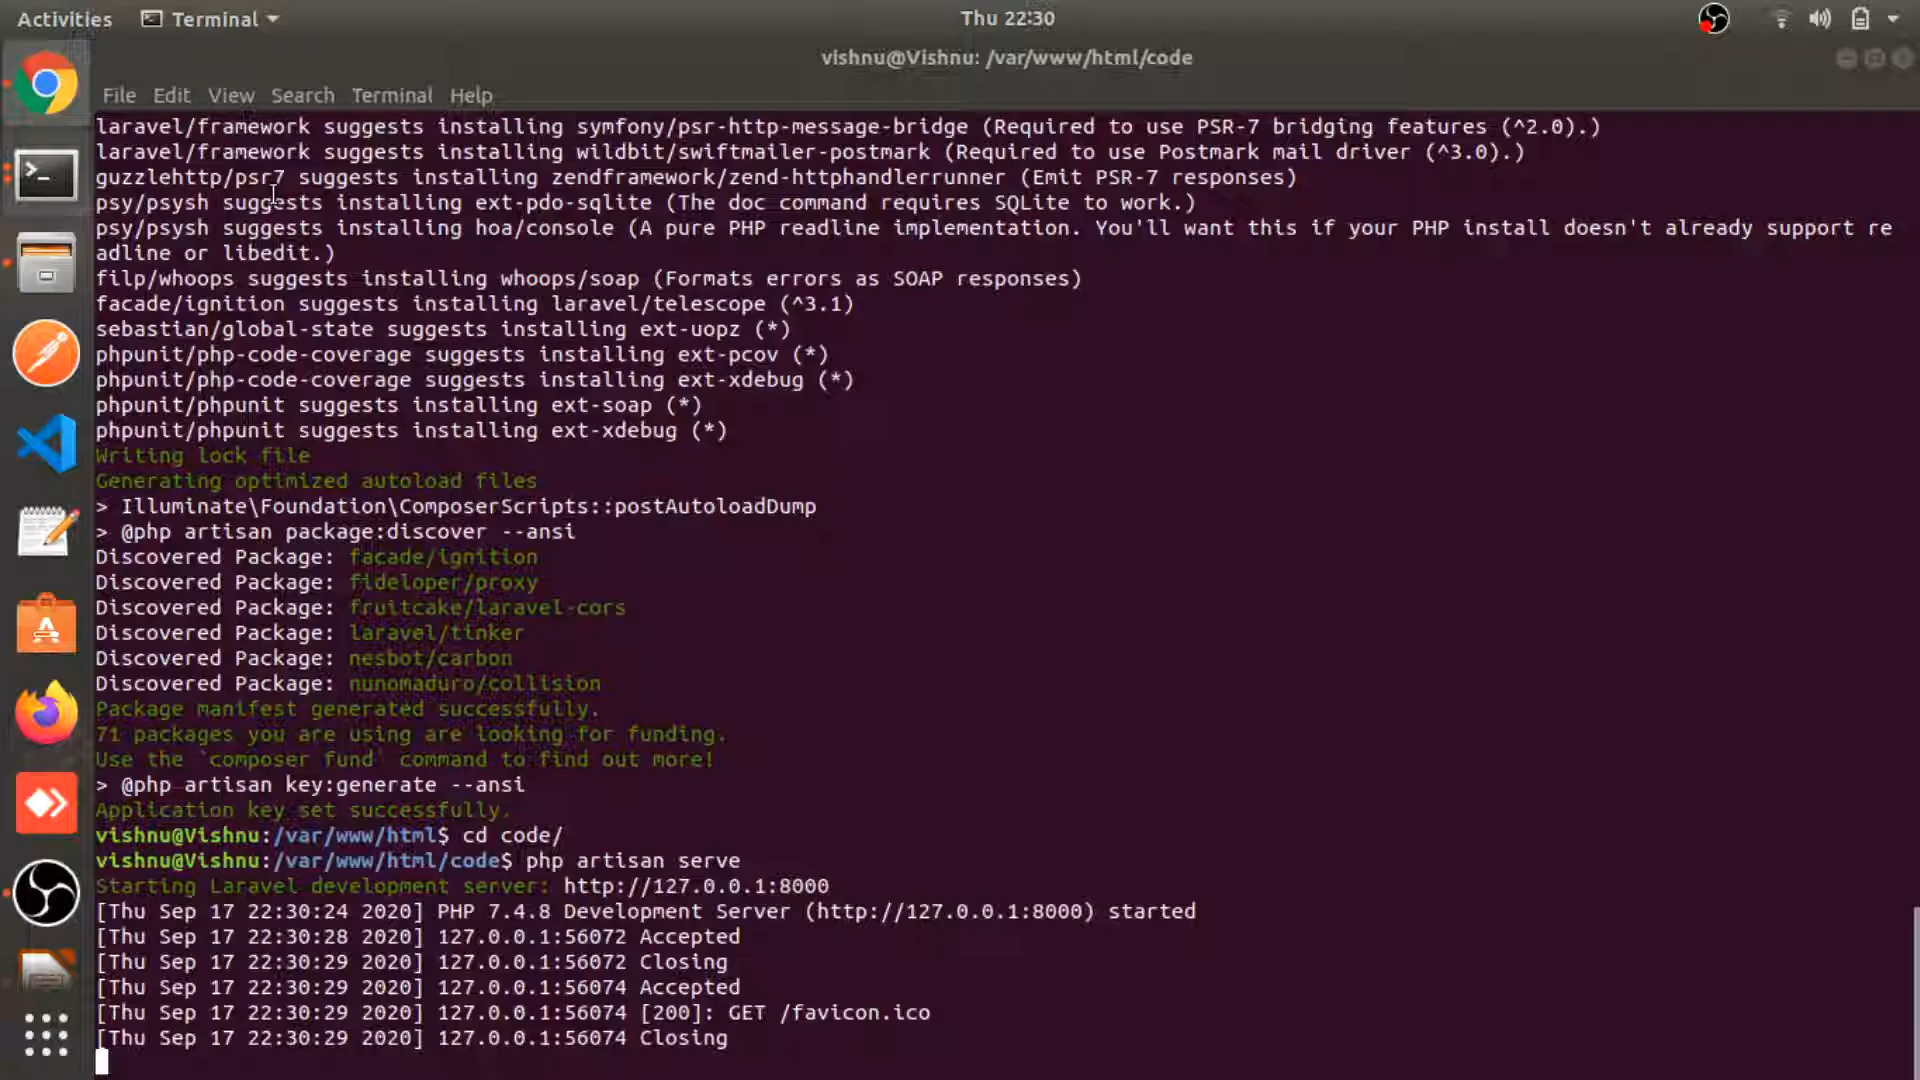 Activities Terminal Thu 22:30
vishnu@Vishnu: /var/www/html/code
File Edit View Search Terminal Help
laravel/framework suggests installing symfony/psr-http-message-bridge (Required to use PSR-7 bridging features (^2.0).)
laravel/framework suggests installing wildbit/swiftmailer-postmark (Required to use Postmark mail driver (^3.0).)
guzzlehttp/psr7 suggests installing zendframework/zend-httphandlerrunner (Emit PSR-7 responses)
psy/psysh suggests installing ext-pdo-sqlite (The doc command requires SQLite to work.)
psy/psysh suggests installing hoa/console (A pure PHP readline implementation. You'll want this if your PHP install doesn't already support re
adline or libedit.)
filp/whoops suggests installing whoops/soap (Formats errors as SOAP responses)
facade/ignition suggests installing laravel/telescope (^3.1)
sebastian/global-state suggests installing ext-uopz (*)
phpunit/php-code-coverage suggests installing ext-pcov (*)
phpunit/php-code-coverage suggests installing ext-xdebug (*)
phpunit/phpunit suggests installing ext-soap (*)
phpunit/phpunit suggests installing ext-xdebug (*)
Writing lock file
Generating optimized autoload files
> Illuminate\Foundation\ComposerScripts::postAutoloadDump
> @php artisan package:discover --ansi
Discovered Package: facade/ignition
Discovered Package: fideloper/proxy
Discovered Package: fruitcake/laravel-cors
Discovered Package: laravel/tinker
Discovered Package: nesbot/carbon
Discovered Package: nunomaduro/collision
Package manifest generated successfully.
71 packages you are using are looking for funding.
Use the `composer fund` command to find out more!
> @php artisan key:generate --ansi
Application key set successfully.
vishnu@Vishnu:/var/www/html$ cd code/
vishnu@Vishnu:/var/www/html/code$ php artisan serve
Starting Laravel development server: http://127.0.0.1:8000
[Thu Sep 17 22:30:24 2020] PHP 7.4.8 Development Server (http://127.0.0.1:8000) started
[Thu Sep 17 22:30:28 2020] 127.0.0.1:56072 Accepted
[Thu Sep 17 22:30:29 2020] 127.0.0.1:56072 Closing
[Thu Sep 17 22:30:29 2020] 127.0.0.1:56074 Accepted
[Thu Sep 17 22:30:29 2020] 127.0.0.1:56074 [200]: GET /favicon.ico
[Thu Sep 17 22:30:29 2020] 127.0.0.1:56074 Closing